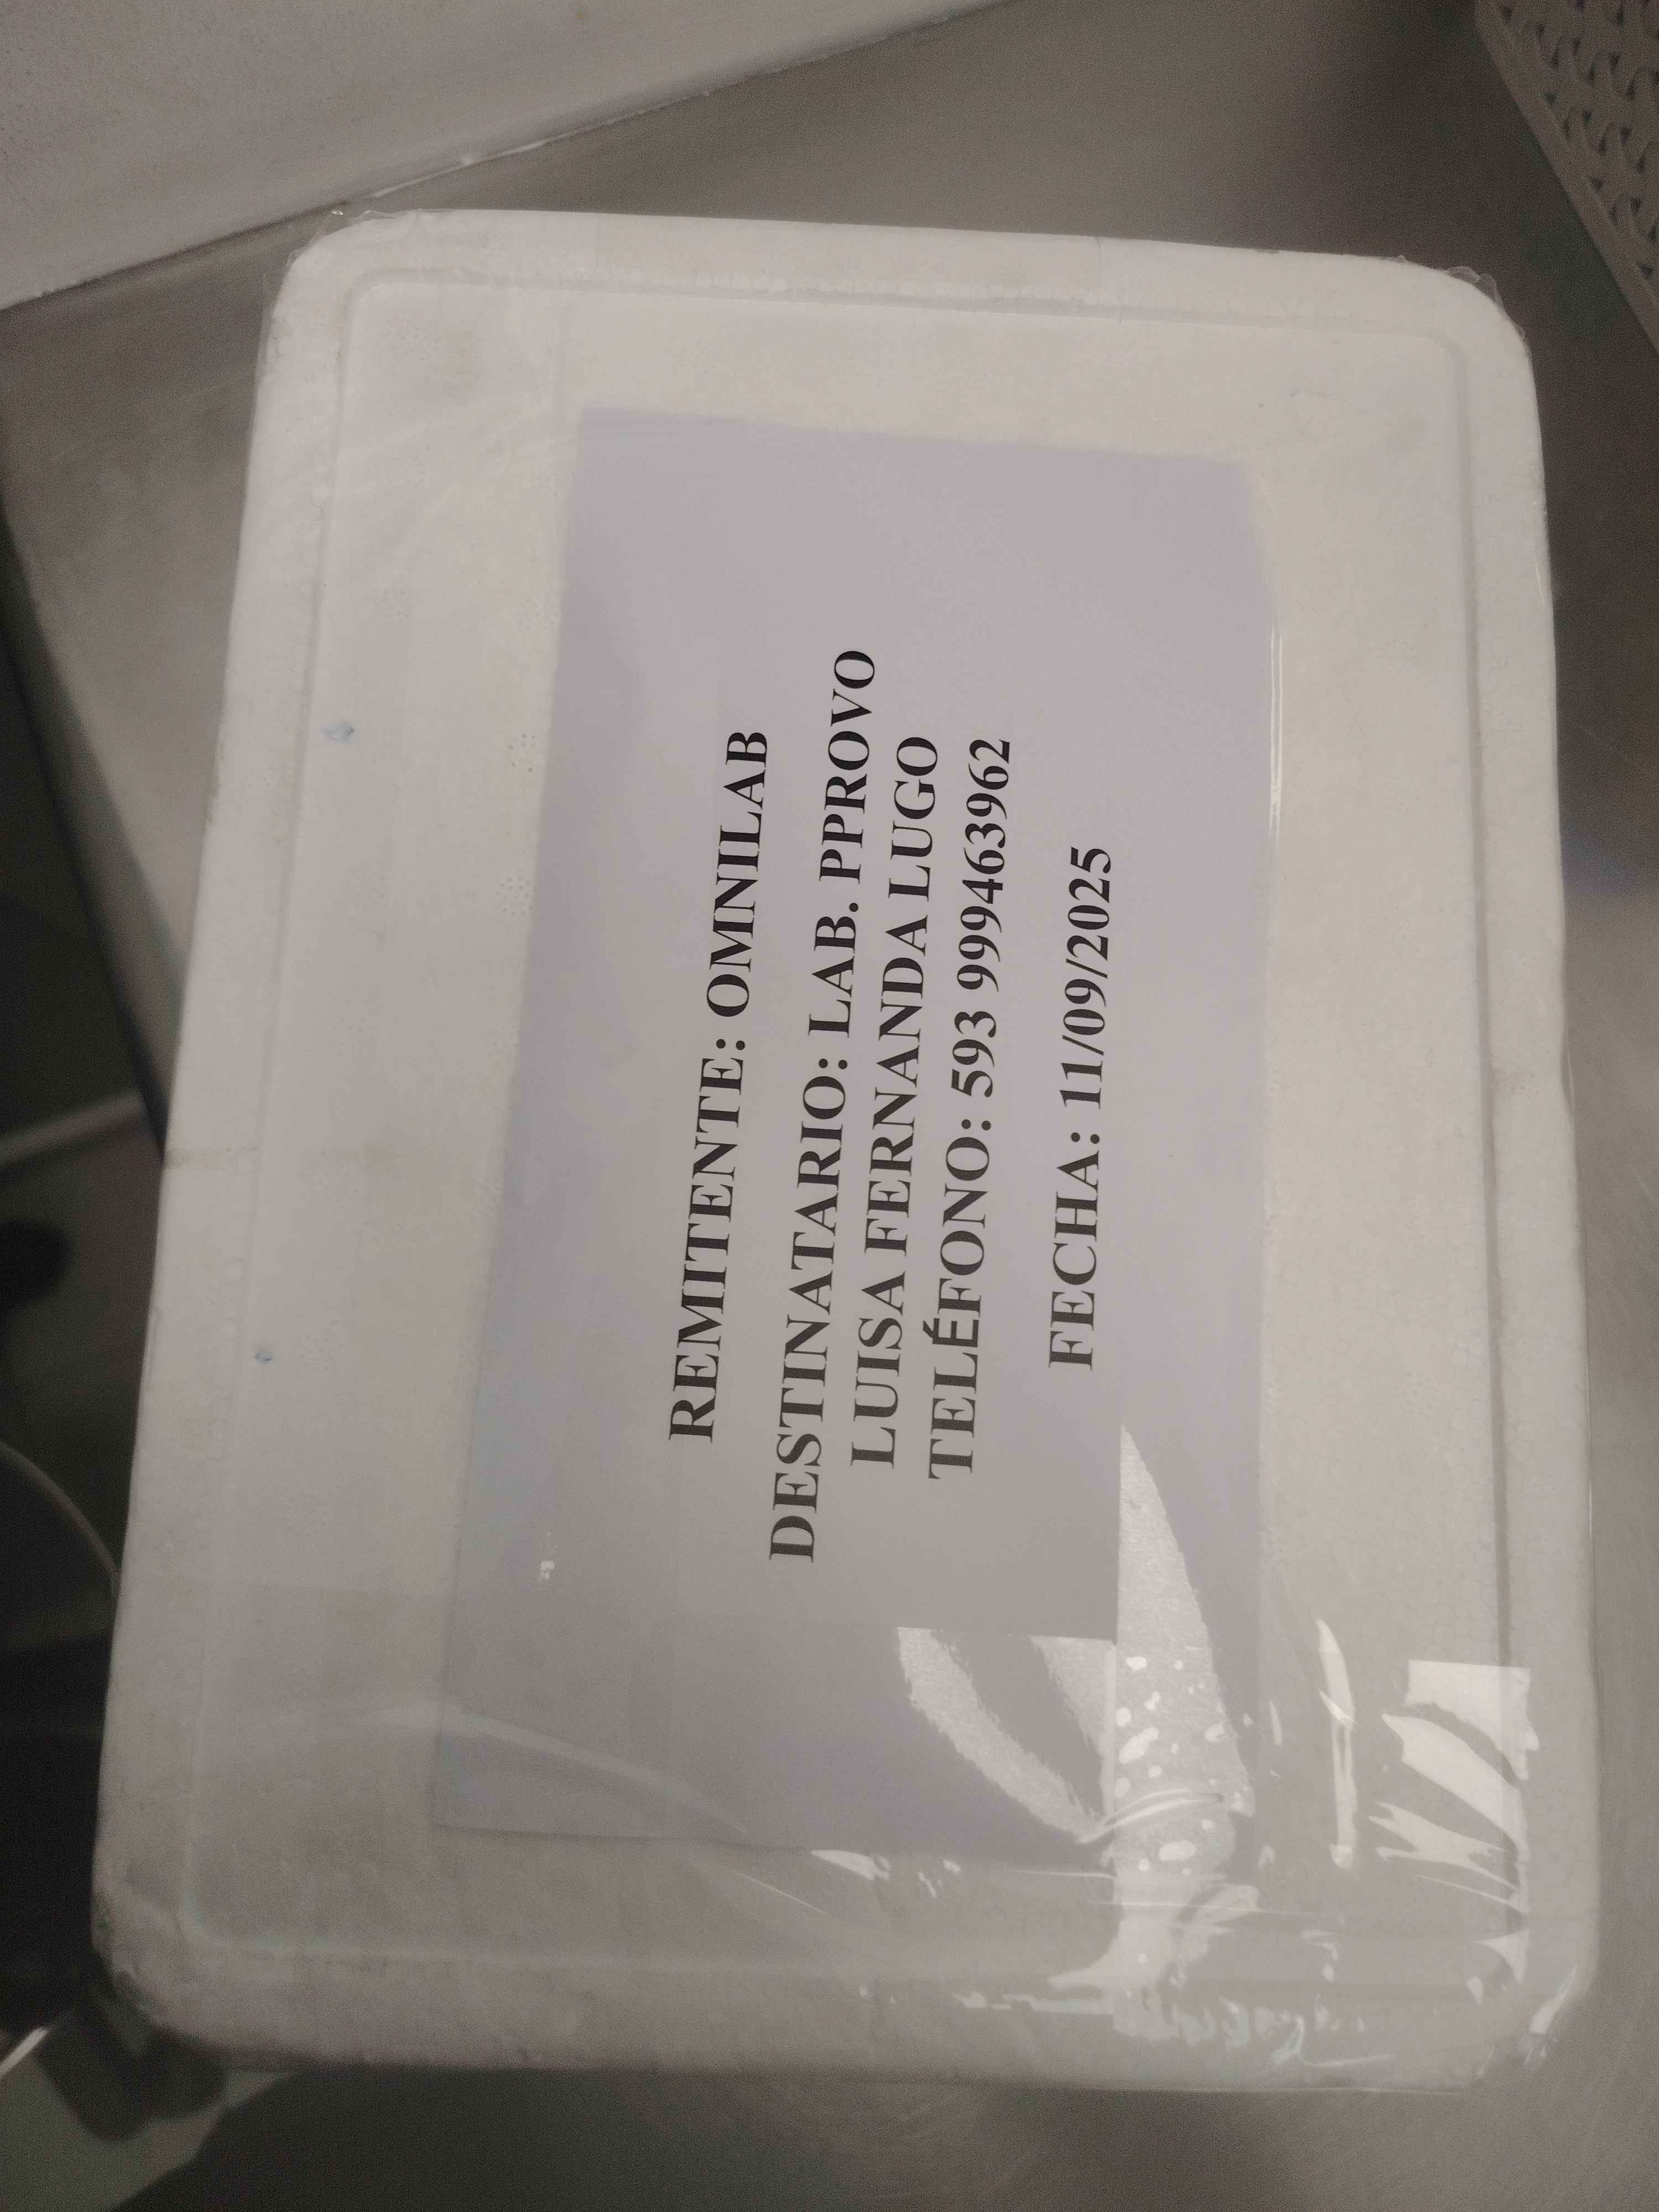 REMITENTE: OMNILAB
DESTINATARIO: LAB. PPROVO
LUISA FERNANDA LUGO
TELÉFONO: 593 999463962
FECHA: 11/09/2025